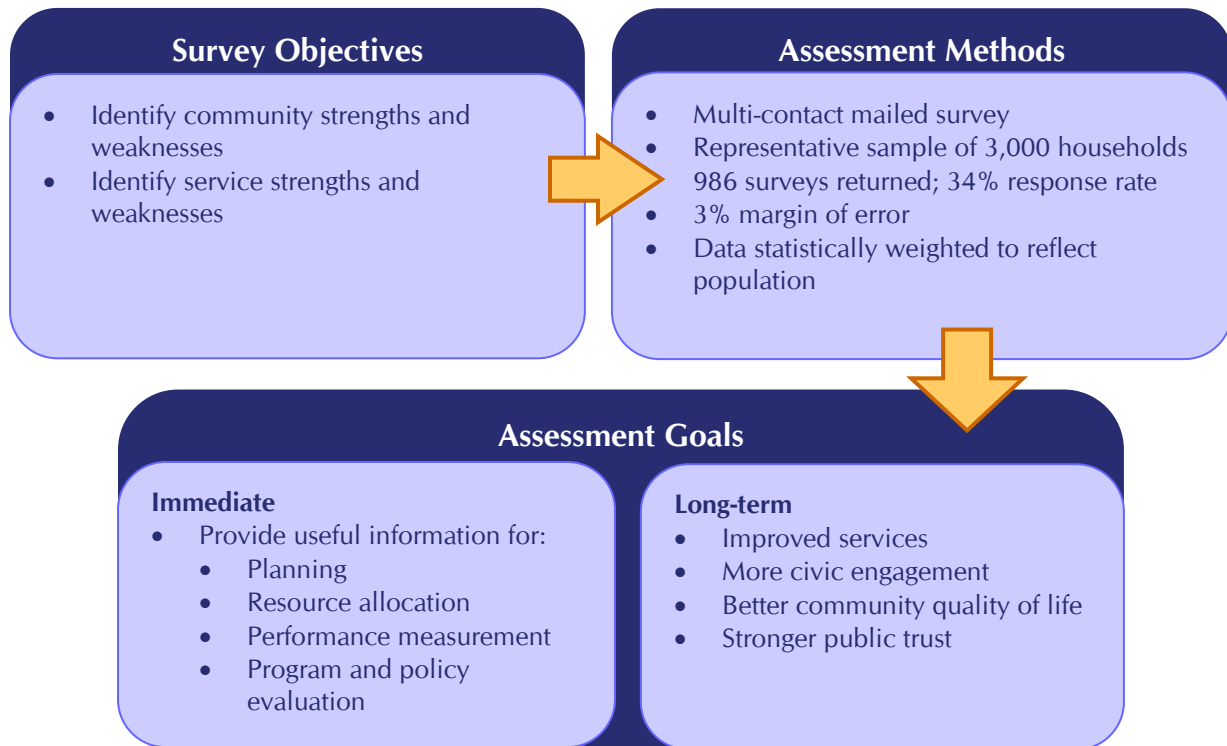 Survey Objectives
• Identify community strengths and
weaknesses
• Identify service strengths and
weaknesses
Assessment Methods
• Multi-contact mailed survey
• Representative sample of 3,000 households
986 surveys returned; 34% response rate
• 3% margin of error
• Data statistically weighted to reflect
population
Assessment Goals
Immediate
• Provide useful information for:
• Planning
• Resource allocation
• Performance measurement
• Program and policy
evaluation
Long-term
• Improved services
• More civic engagement
• Better community quality of life
• Stronger public trust